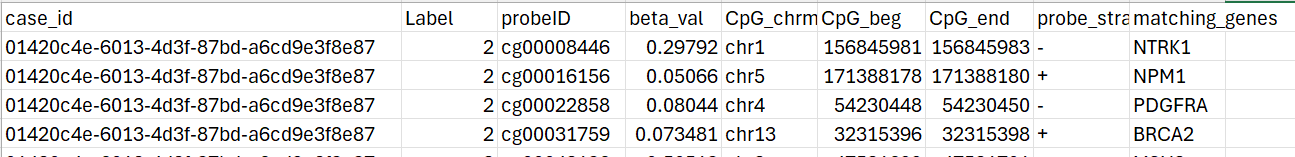 case_id Label probeID beta_val CpG_chrm CpG_beg CpG_end probe_stra matching_genes
01420c4e-6013-4d3f-87bd-a6cd9e3f8e87 2 cg00008446 0.29792 chr1 156845981 156845983 - NTRK1
01420c4e-6013-4d3f-87bd-a6cd9e3f8e87 2 cg00016156 0.05066 chr5 171388178 171388180 + NPM1
01420c4e-6013-4d3f-87bd-a6cd9e3f8e87 2 cg00022858 0.08044 chr4 54230448 54230450 - PDGFRA
01420c4e-6013-4d3f-87bd-a6cd9e3f8e87 2 cg00031759 0.073481 chr13 32315396 32315398 + BRCA2